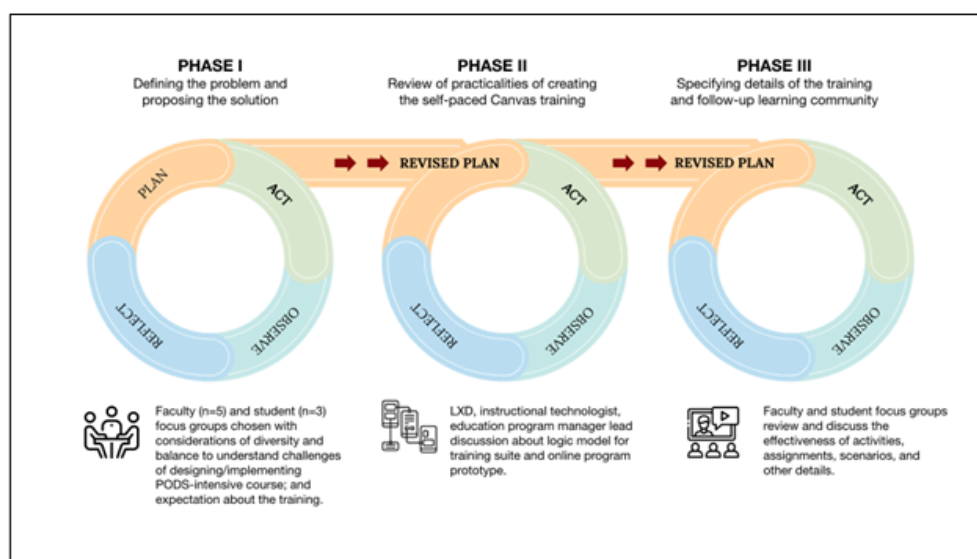 PHASE I
Defining the problem and
proposing the solution
PHASE II
Review of practicalities of creating
the self-paced Canvas training
PHASE III
Specifying details of the training
and follow-up learning community
PLAN
ACT
OBSERVE
REFLECT
REVISED PLAN
ACT
OBSERVE
REFLECT
REVISED PLAN
ACT
OBSERVE
REFLECT
Faculty (n=5) and student (n=3)
focus groups chosen with
considerations of diversity and
balance to understand challenges
of designing/implementing
PODS-intensive course; and
expectation about the training.
LXD, instructional technologist,
education program manager lead
discussion about logic model for
training suite and online program
prototype.
Faculty and student focus groups
review and discuss the
effectiveness of activities,
assignments, scenarios, and
other details.